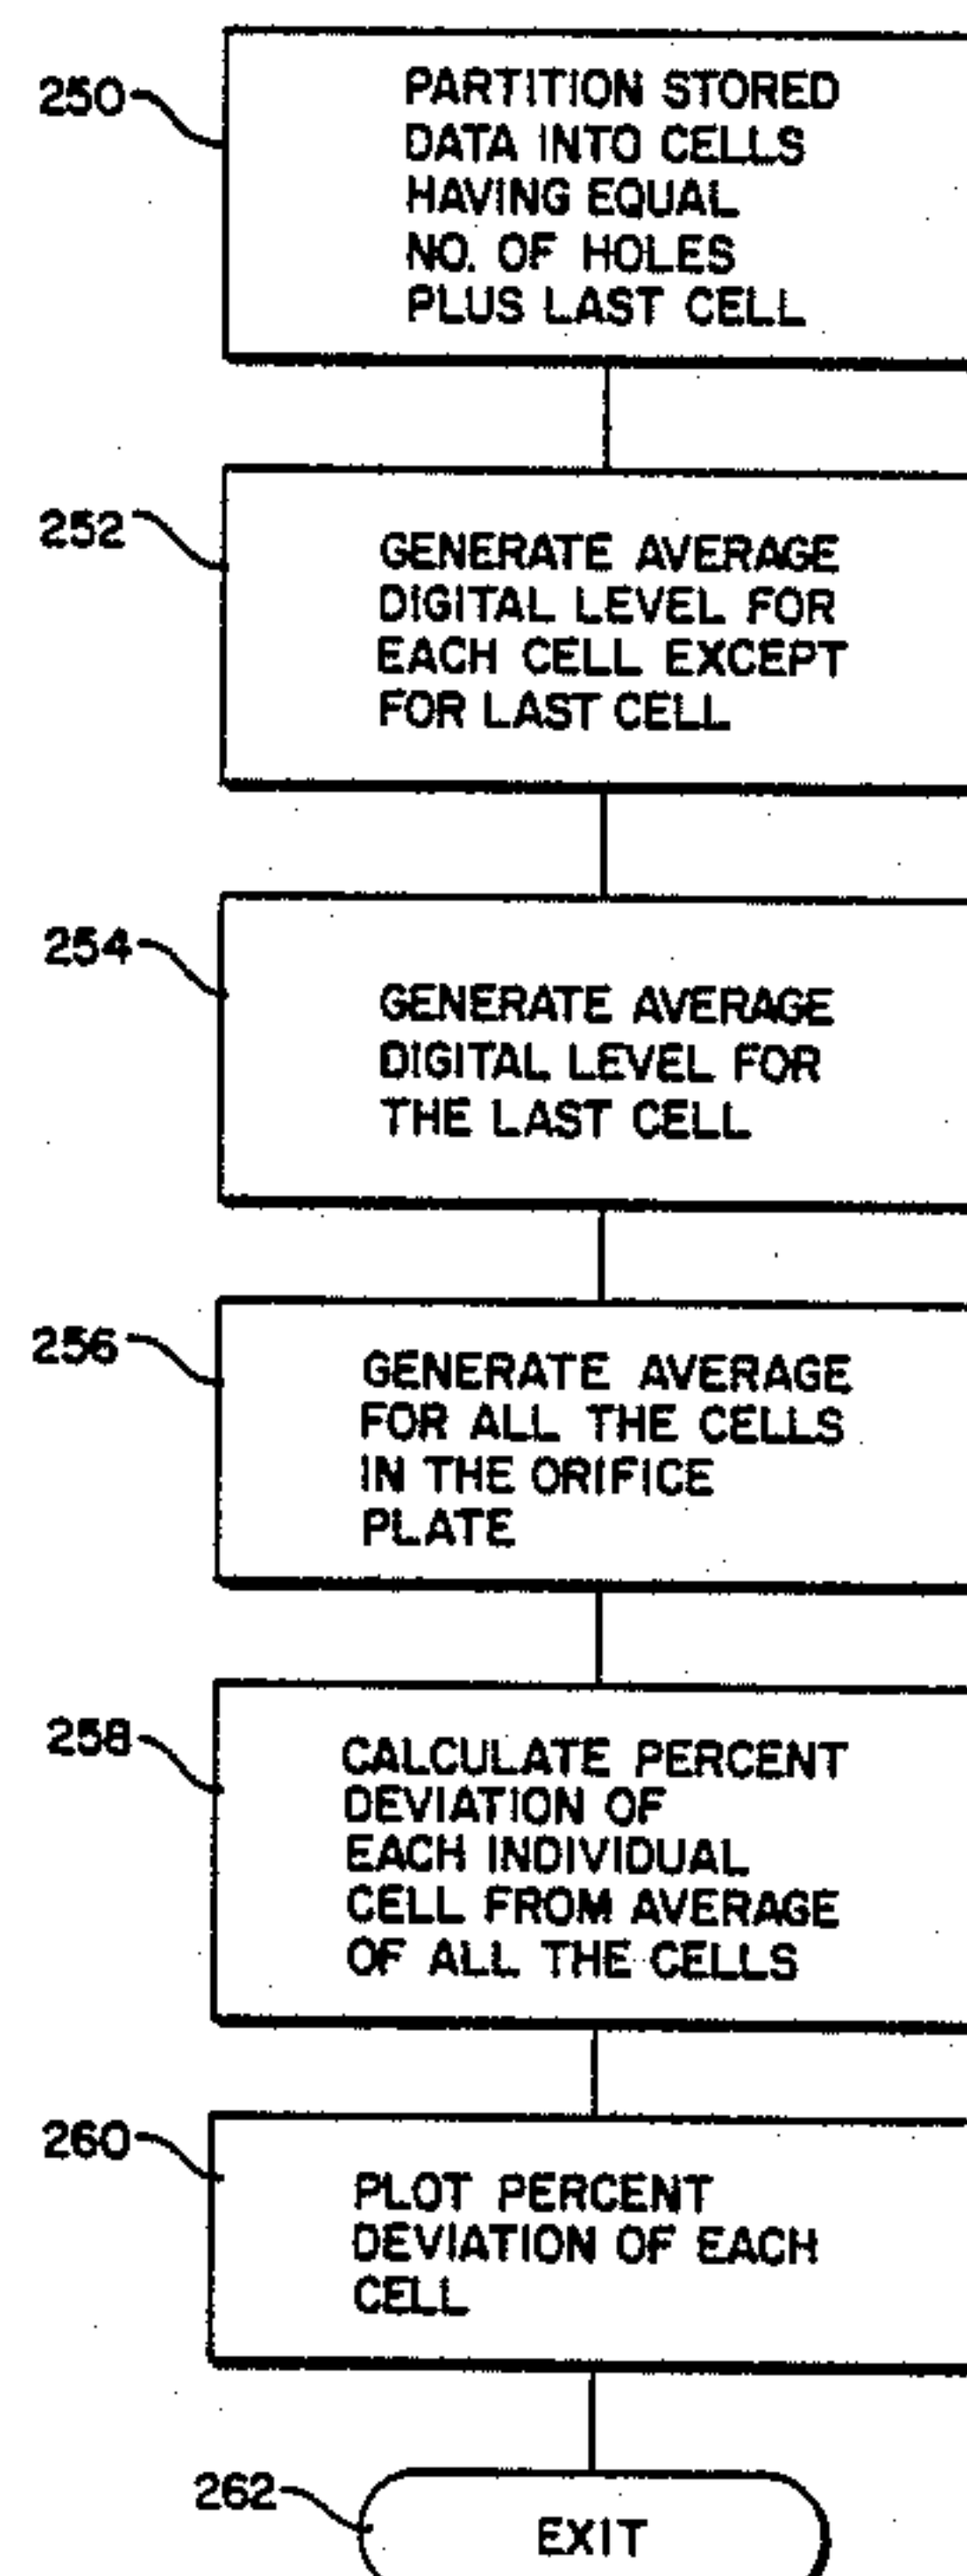 250
PARTITION STORED
DATA INTO CELLS
HAVING EQUAL
NO. OF HOLES
PLUS LAST CELL
252
GENERATE AVERAGE
DIGITAL LEVEL FOR
EACH CELL EXCEPT
FOR LAST CELL
254
GENERATE AVERAGE
DIGITAL LEVEL FOR
THE LAST CELL
256
GENERATE AVERAGE
FOR ALL THE CELLS
IN THE ORIFICE
PLATE
258
CALCULATE PERCENT
DEVIATION OF
EACH INDIVIDUAL
CELL FROM AVERAGE
OF ALL THE CELLS
260
PLOT PERCENT
DEVIATION OF EACH
CELL
262
EXIT